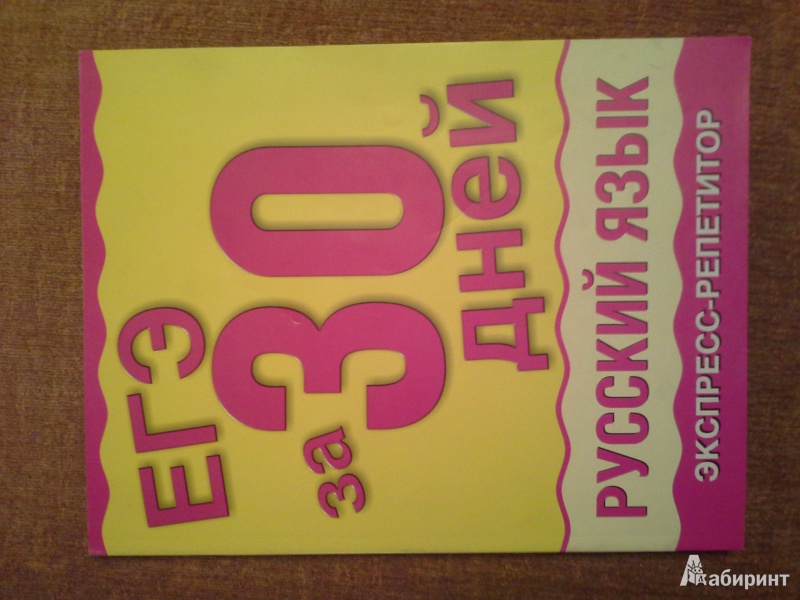 ЕГЭ
за 30
дней
РУССКИЙ ЯЗЫК
ЭКСПРЕСС-РЕПЕТИТОР
Лабиринт